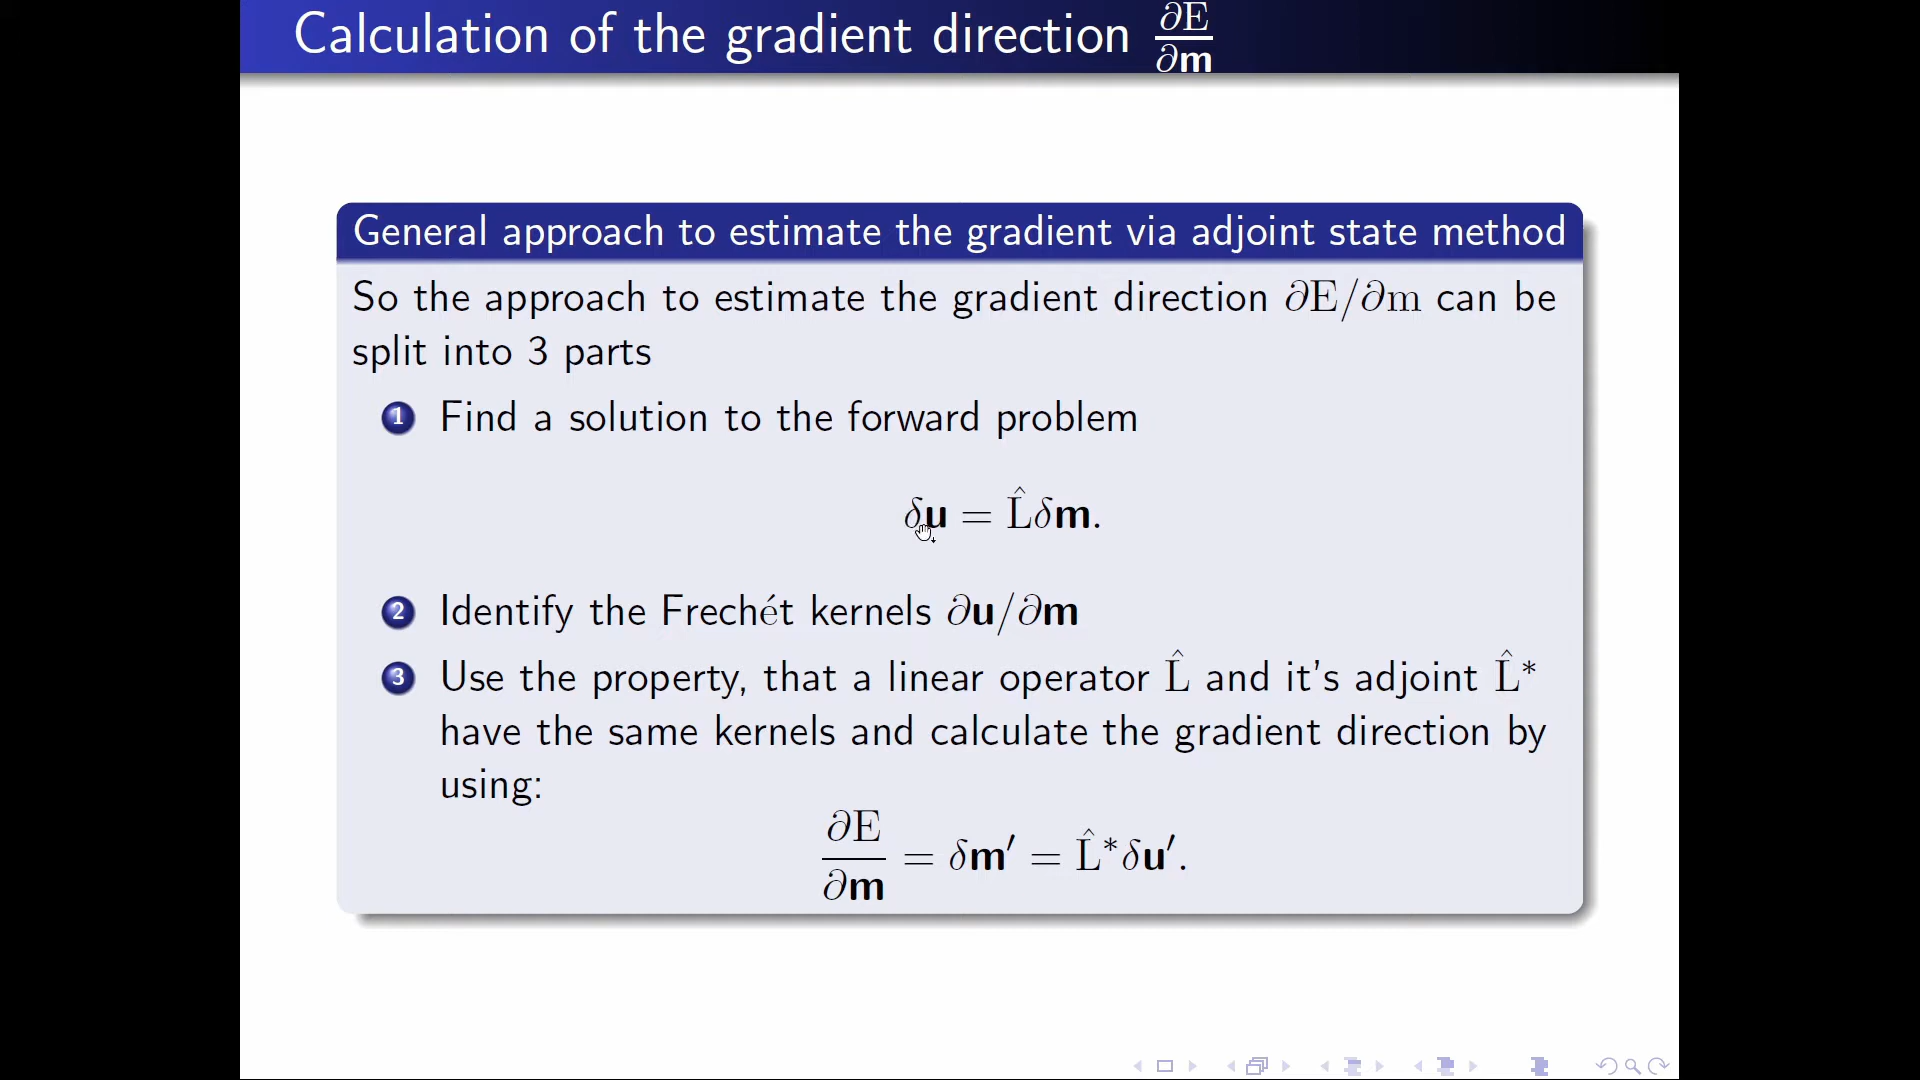 Calculation of the gradient direction ∂E/∂m
General approach to estimate the gradient via adjoint state method
So the approach to estimate the gradient direction ∂E/∂m can be
split into 3 parts
1 Find a solution to the forward problem
δu = L̂δm.
2 Identify the Frechét kernels ∂u/∂m
3 Use the property, that a linear operator L̂ and it's adjoint L̂*
have the same kernels and calculate the gradient direction by
using:
∂E/∂m = δm′ = L̂*δu′.